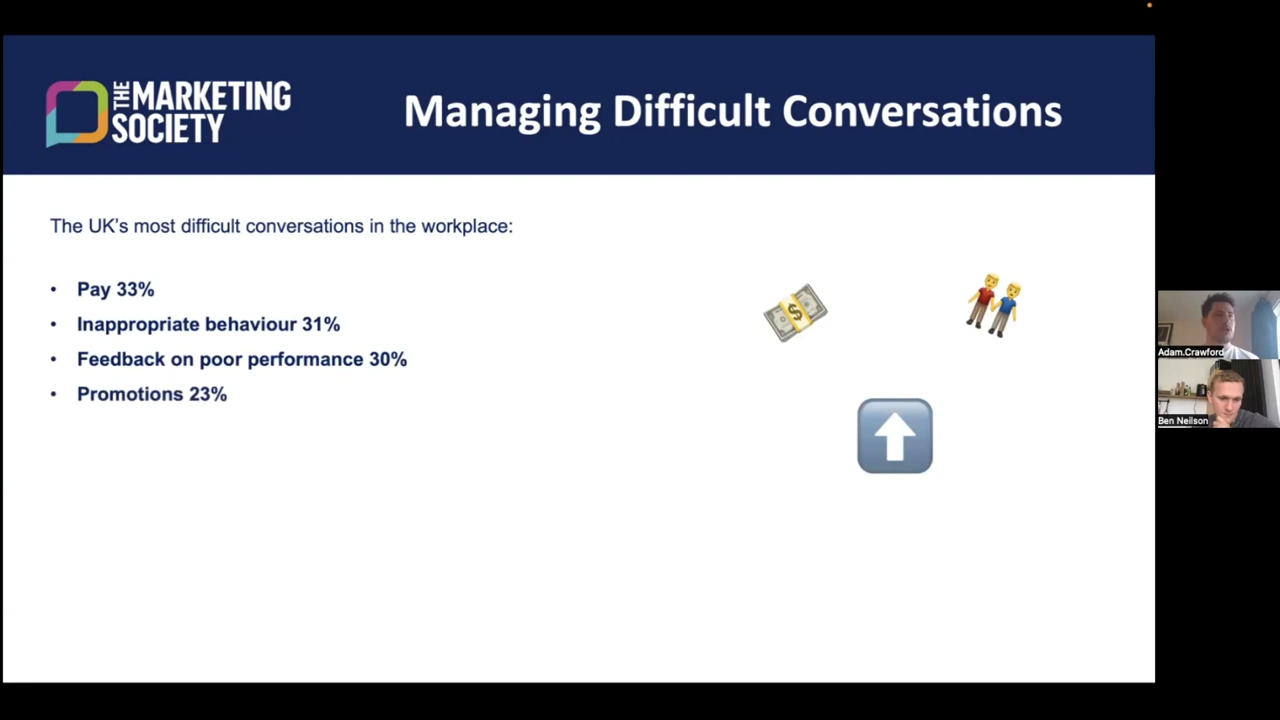 THE MARKETING
SOCIETY
Managing Difficult Conversations
The UK’s most difficult conversations in the workplace:
• Pay 33%
• Inappropriate behaviour 31%
• Feedback on poor performance 30%
• Promotions 23%
Adam.Crawford
Ben Neilson